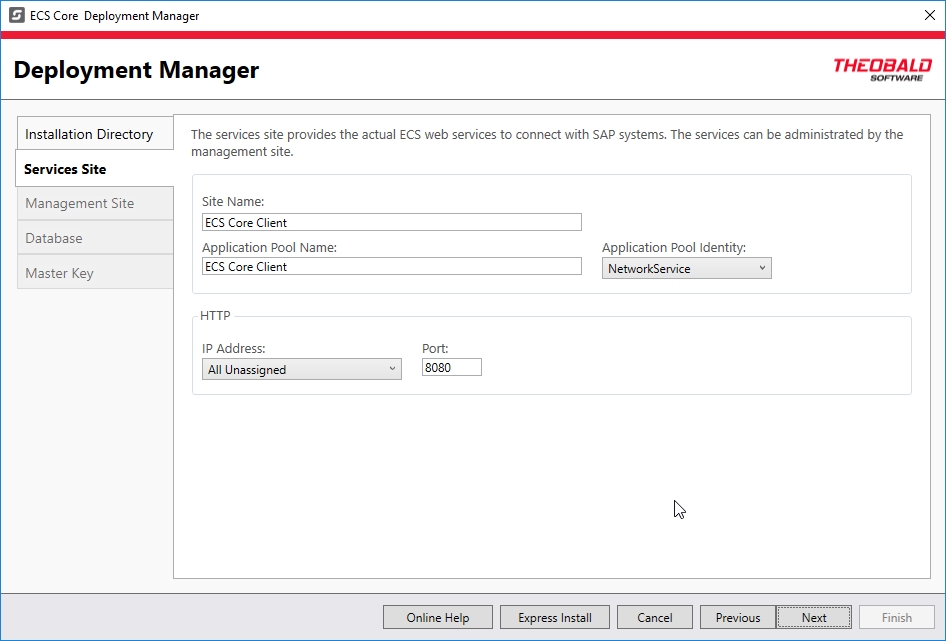 ECS Core  Deployment Manager
Deployment Manager
THEOBALD
SOFTWARE
Installation Directory
Services Site
Management Site
Database
Master Key
The services site provides the actual ECS web services to connect with SAP systems. The services can be administrated by the
management site.
Site Name:
ECS Core Client
Application Pool Name:
Application Pool Identity:
ECS Core Client
NetworkService
HTTP
IP Address:
Port:
All Unassigned
8080
Online Help
Express Install
Cancel
Previous
Next
Finish